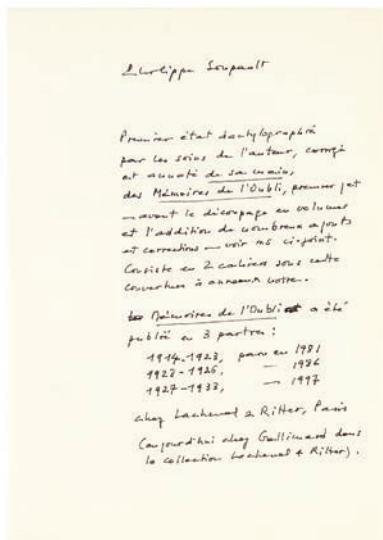 Philippe Soupault
Premier état dactylographié
par les soins de l'auteur, corrigé
et annoté de sa main,
des Mémoires de l'Oubli, premier jet
— avant le découpage en volumes
et l'addition de nombreux ajouts
et corrections — voir ms ci-joint.
Consiste en 2 cahiers sous cette
couverture à anneaux
Mémoires de l'Oubli a été
publié en 3 parties :
1914-1923, paru en 1981
1923-1926, — 1986
1927-1933, — 1997
chez Lachenal & Ritter, Paris
(aujourd'hui chez Gallimard dans
la collection Lachenal & Ritter).